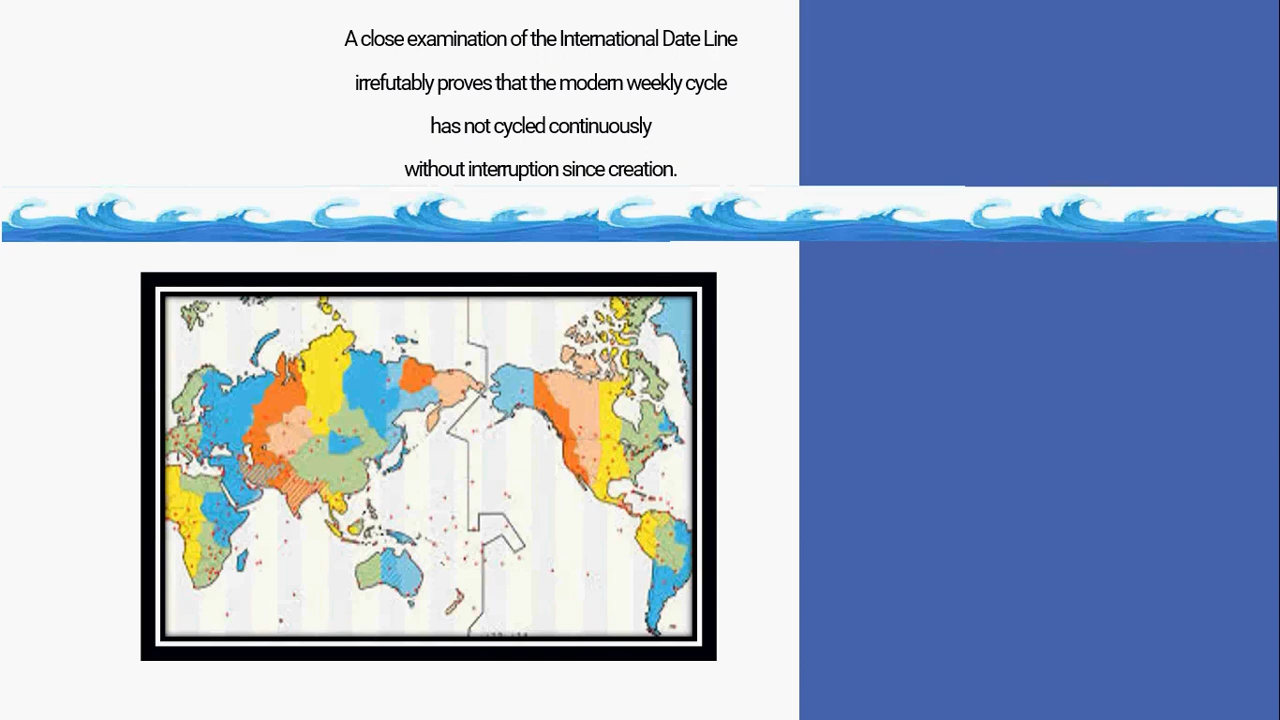 A close examination of the International Date Line
irrefutably proves that the modern weekly cycle
has not cycled continuously
without interruption since creation.